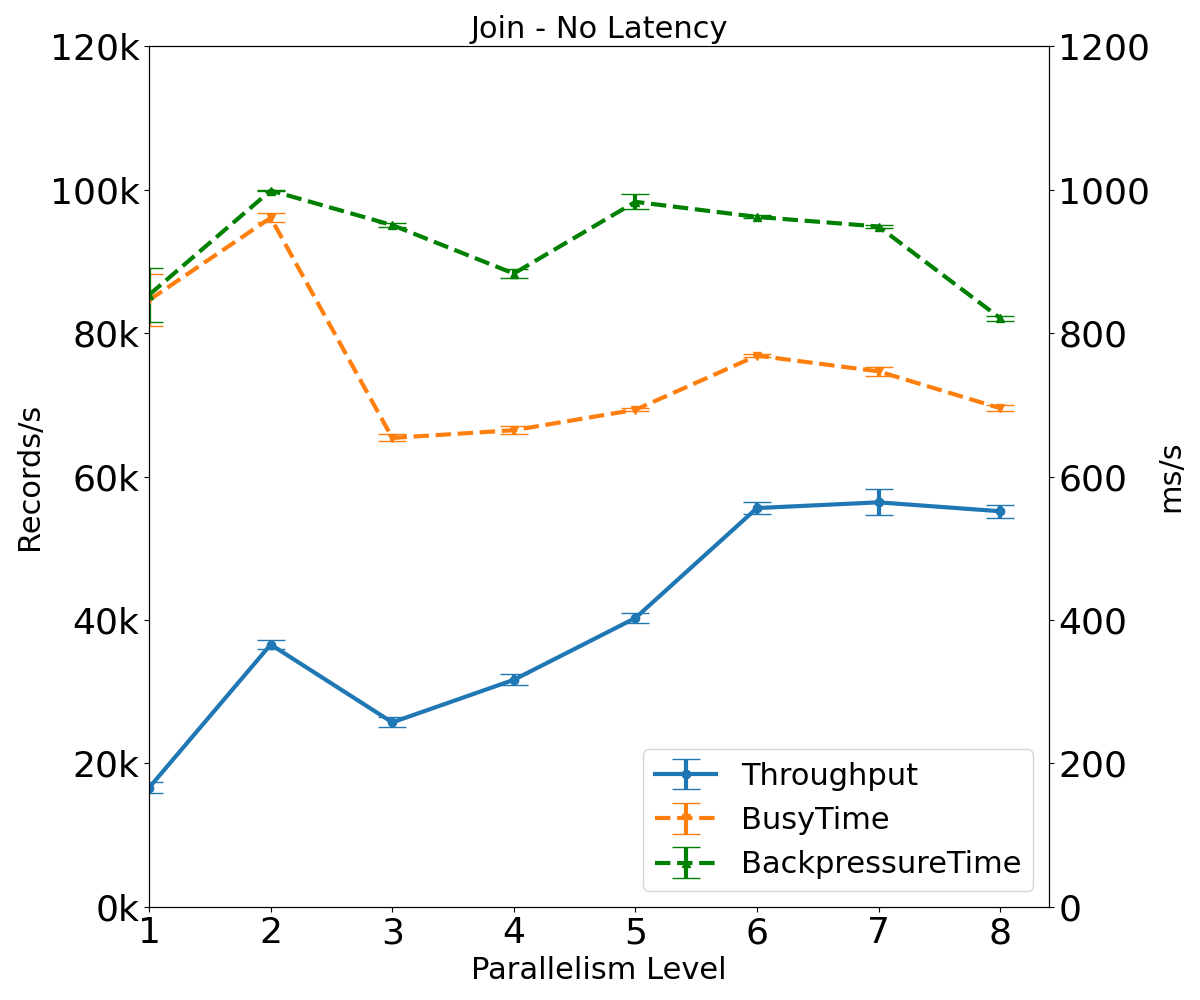 Join - No Latency
120k
100k
80k
60k
40k
20k
0k
Records/s
1200
1000
800
600
400
200
0
ms/s
1 2 3 4 5 6 7 8
Parallelism Level
Throughput
BusyTime
BackpressureTime